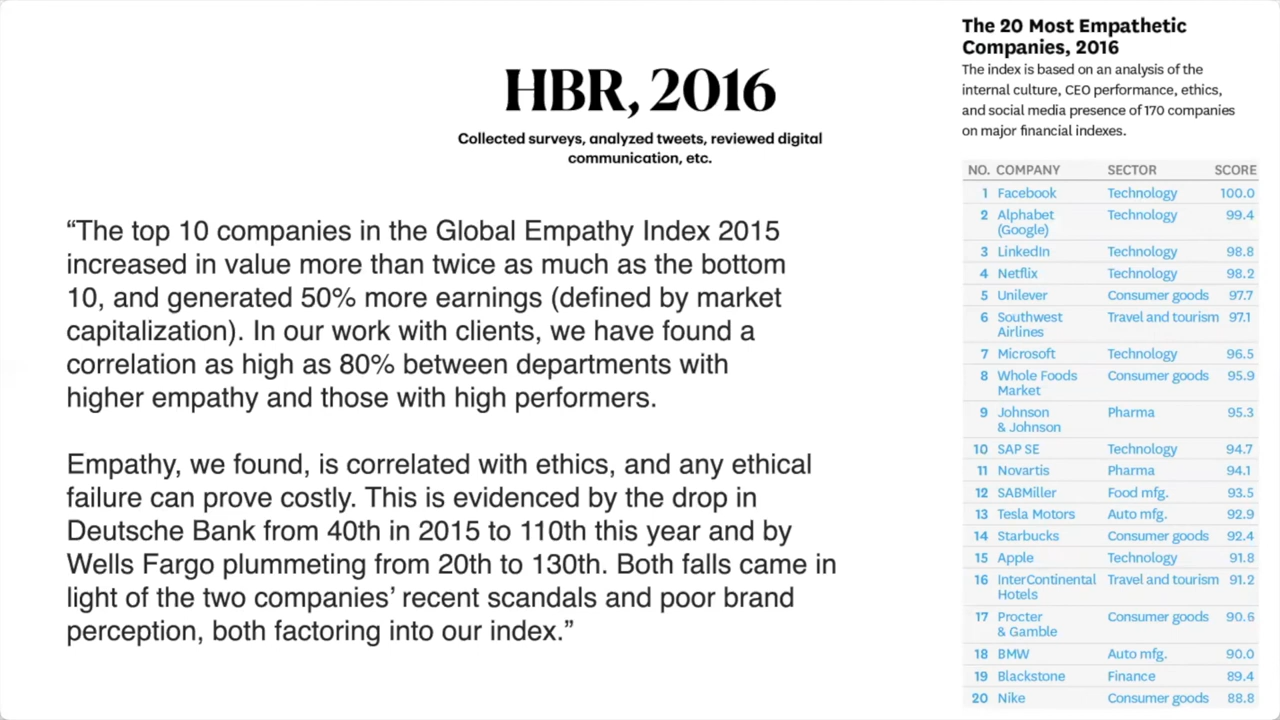 HBR, 2016
Collected surveys, analyzed tweets, reviewed digital
communication, etc.
“The top 10 companies in the Global Empathy Index 2015
increased in value more than twice as much as the bottom
10, and generated 50% more earnings (defined by market
capitalization). In our work with clients, we have found a
correlation as high as 80% between departments with
higher empathy and those with high performers.
Empathy, we found, is correlated with ethics, and any ethical
failure can prove costly. This is evidenced by the drop in
Deutsche Bank from 40th in 2015 to 110th this year and by
Wells Fargo plummeting from 20th to 130th. Both falls came in
light of the two companies’ recent scandals and poor brand
perception, both factoring into our index.”
The 20 Most Empathetic
Companies, 2016
The index is based on an analysis of the
internal culture, CEO performance, ethics,
and social media presence of 170 companies
on major financial indexes.
NO. COMPANY SECTOR SCORE
1 Facebook Technology 100.0
2 Alphabet Technology 99.4
(Google)
3 LinkedIn Technology 98.8
4 Netflix Technology 98.2
5 Unilever Consumer goods 97.7
6 Southwest Travel and tourism 97.1
Airlines
7 Microsoft Technology 96.5
8 Whole Foods Consumer goods 95.9
Market
9 Johnson Pharma 95.3
& Johnson
10 SAP SE Technology 94.7
11 Novartis Pharma 94.1
12 SABMiller Food mfg. 93.5
13 Tesla Motors Auto mfg. 92.9
14 Starbucks Consumer goods 92.4
15 Apple Technology 91.8
16 InterContinental Travel and tourism 91.2
Hotels
17 Procter Consumer goods 90.6
& Gamble
18 BMW Auto mfg. 90.0
19 Blackstone Finance 89.4
20 Nike Consumer goods 88.8